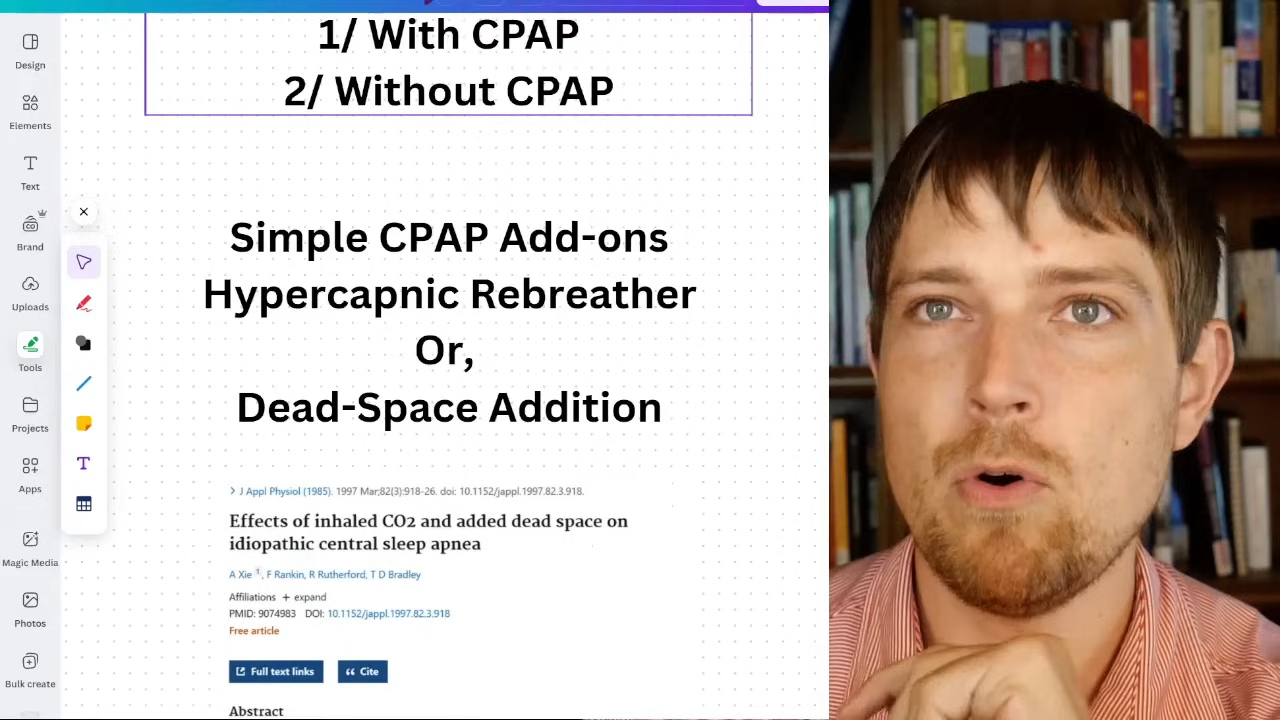 1/ With CPAP
2/ Without CPAP
Design
Elements
Text
Brand
Uploads
Tools
Projects
Apps
Magic Media
Photos
Bulk create
T
T
Simple CPAP Add-ons
Hypercapnic Rebreather
Or,
Dead-Space Addition
> J Appl Physiol (1985). 1997 Mar;82(3):918-26. doi: 10.1152/jappl.1997.82.3.918.
Effects of inhaled CO2 and added dead space on
idiopathic central sleep apnea
A Xie 1, F Rankin, R Rutherford, T D Bradley
Affiliations + expand
PMID: 9074983 DOI: 10.1152/jappl.1997.82.3.918
Free article
Full text links
Cite
Abstract